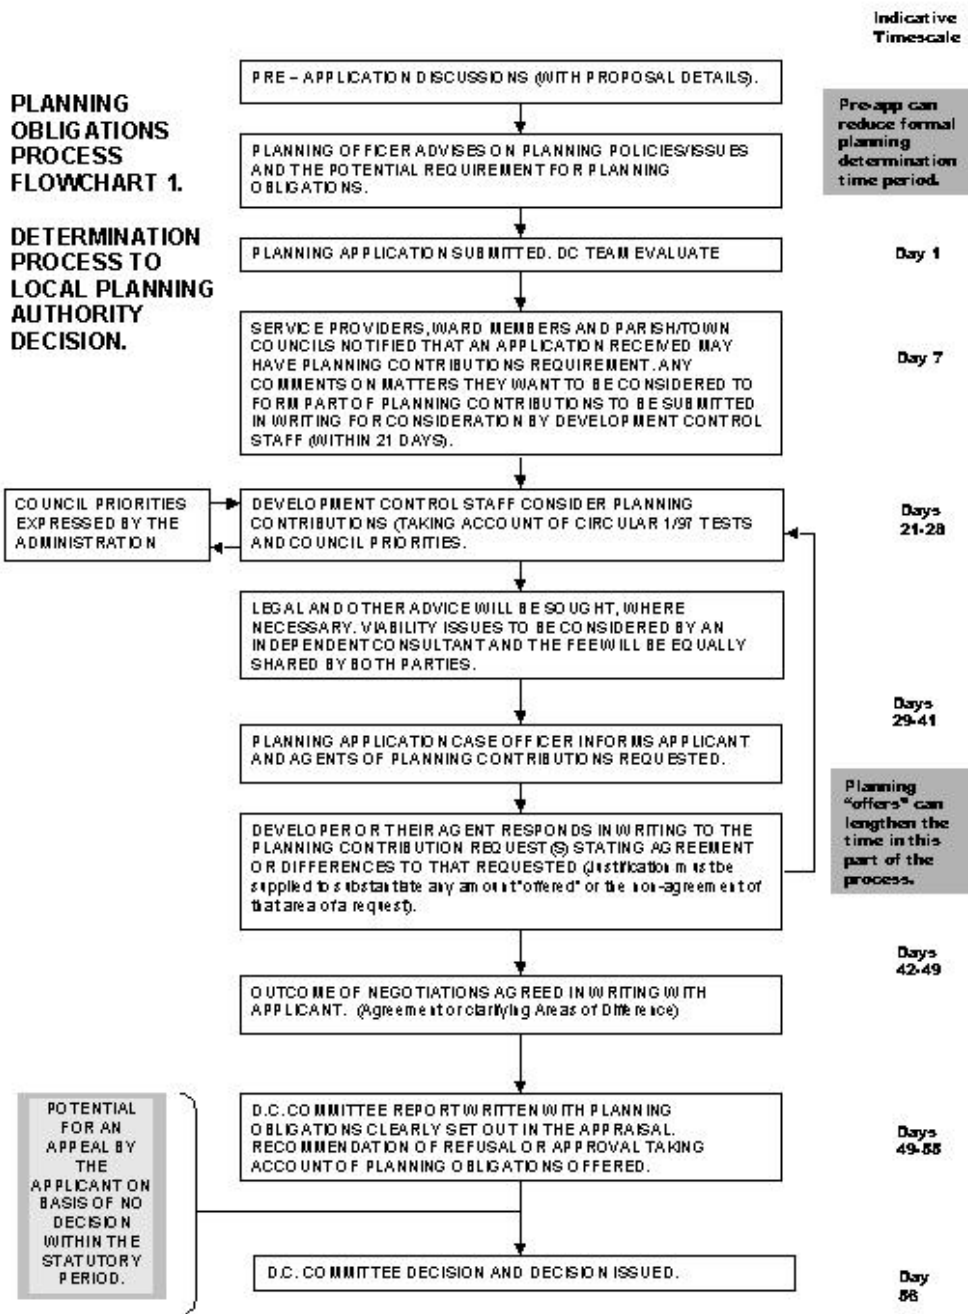 Indicative
Timescale
PRE – APPLICATION DISCUSSIONS (WITH PROPOSAL DETAILS).
PLANNING
OBLIGATIONS
PROCESS
FLOWCHART 1.
Pre-app can
reduce formal
planning
determination
time period.
PLANNING OFFICER ADVISES ON PLANNING POLICIES/ISSUES
AND THE POTENTIAL REQUIREMENT FOR PLANNING
OBLIGATIONS.
DETERMINATION
PROCESS TO
LOCAL PLANNING
AUTHORITY
DECISION.
PLANNING APPLICATION SUBMITTED. DC TEAM EVALUATE
Day 1
SERVICE PROVIDERS, WARD MEMBERS AND PARISH/TOWN
COUNCILS NOTIFIED THAT AN APPLICATION RECEIVED MAY
HAVE PLANNING CONTRIBUTIONS REQUIREMENT. ANY
COMMENTS ON MATTERS THEY WANT TO BE CONSIDERED TO
FORM PART OF PLANNING CONTRIBUTIONS TO BE SUBMITTED
IN WRITING FOR CONSIDERATION BY DEVELOPMENT CONTROL
STAFF (WITHIN 21 DAYS).
Day 7
COUNCIL PRIORITIES
EXPRESSED BY THE
ADMINISTRATION
DEVELOPMENT CONTROL STAFF CONSIDER PLANNING
CONTRIBUTIONS (TAKING ACCOUNT OF CIRCULAR 1/97 TESTS
AND COUNCIL PRIORITIES.
Days
21-28
LEGAL AND OTHER ADVICE WILL BE SOUGHT, WHERE
NECESSARY. VIABILITY ISSUES TO BE CONSIDERED BY AN
INDEPENDENT CONSULTANT AND THE FEE WILL BE EQUALLY
SHARED BY BOTH PARTIES.
Days
29-41
PLANNING APPLICATION CASE OFFICER INFORMS APPLICANT
AND AGENTS OF PLANNING CONTRIBUTIONS REQUESTED.
Planning
"offers" can
lengthen the
time in this
part of the
process.
DEVELOPER OR THEIR AGENT RESPONDS IN WRITING TO THE
PLANNING CONTRIBUTION REQUEST(S) STATING AGREEMENT
OR DIFFERENCES TO THAT REQUESTED (Justification must be
supplied to substantiate any amount "offered" or the non-agreement of
that area of a request).
Days
42-49
OUTCOME OF NEGOTIATIONS AGREED IN WRITING WITH
APPLICANT. (Agreement or clarifying Areas of Difference)
POTENTIAL
FOR AN
APPEAL BY
THE
APPLICANT ON
BASIS OF NO
DECISION
WITHIN THE
STATUTORY
PERIOD.
D.C. COMMITTEE REPORT WRITTEN WITH PLANNING
OBLIGATIONS CLEARLY SET OUT IN THE APPRAISAL.
RECOMMENDATION OF REFUSAL OR APPROVAL TAKING
ACCOUNT OF PLANNING OBLIGATIONS OFFERED.
Days
49-55
D.C. COMMITTEE DECISION AND DECISION ISSUED.
Day
56